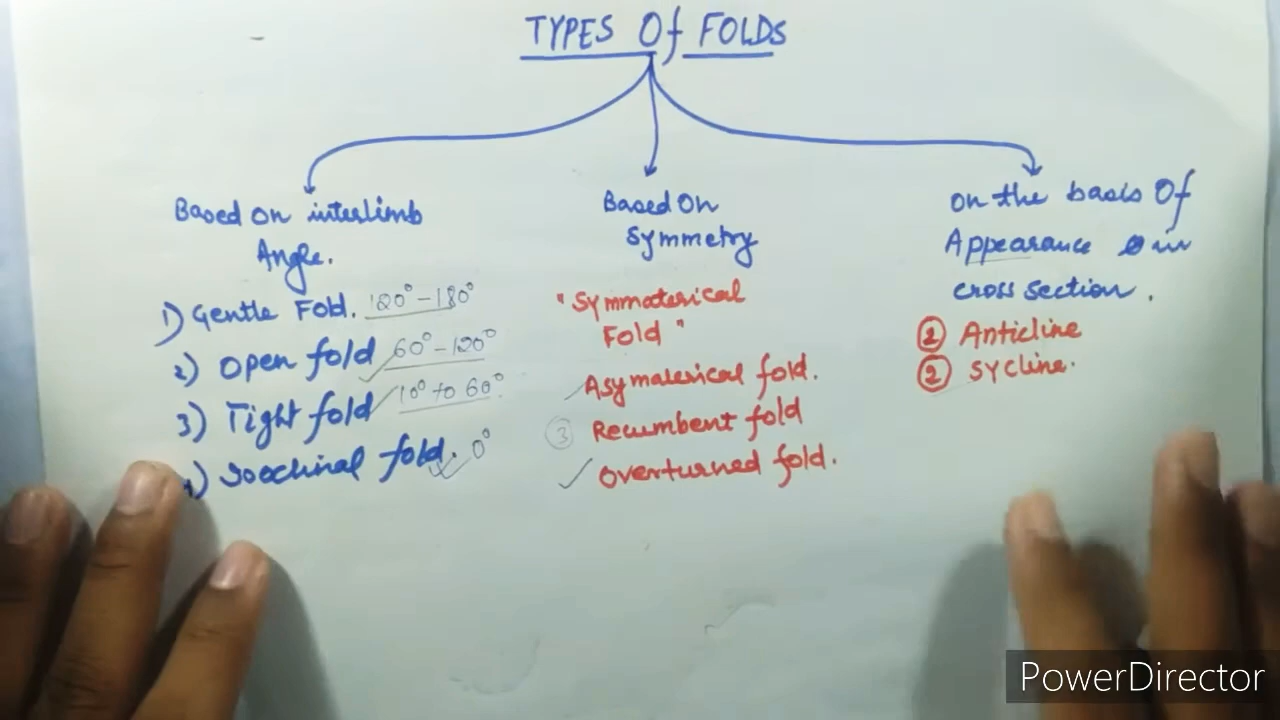 TYPES Of FOLDS
Based On interlimb
Angle.
1) Gentle Fold. 120° - 180°
2) Open fold 60° - 120°
3) Tight fold 10° to 60°
4) Isoclinal fold. 0°
Based On
Symmetry
"Symmaterical
Fold"
Asymaterical fold.
3 Recumbent fold
Overturned fold.
On the basis Of
Appearance in
cross section.
1 Anticline
2 Sycline.
PowerDirector